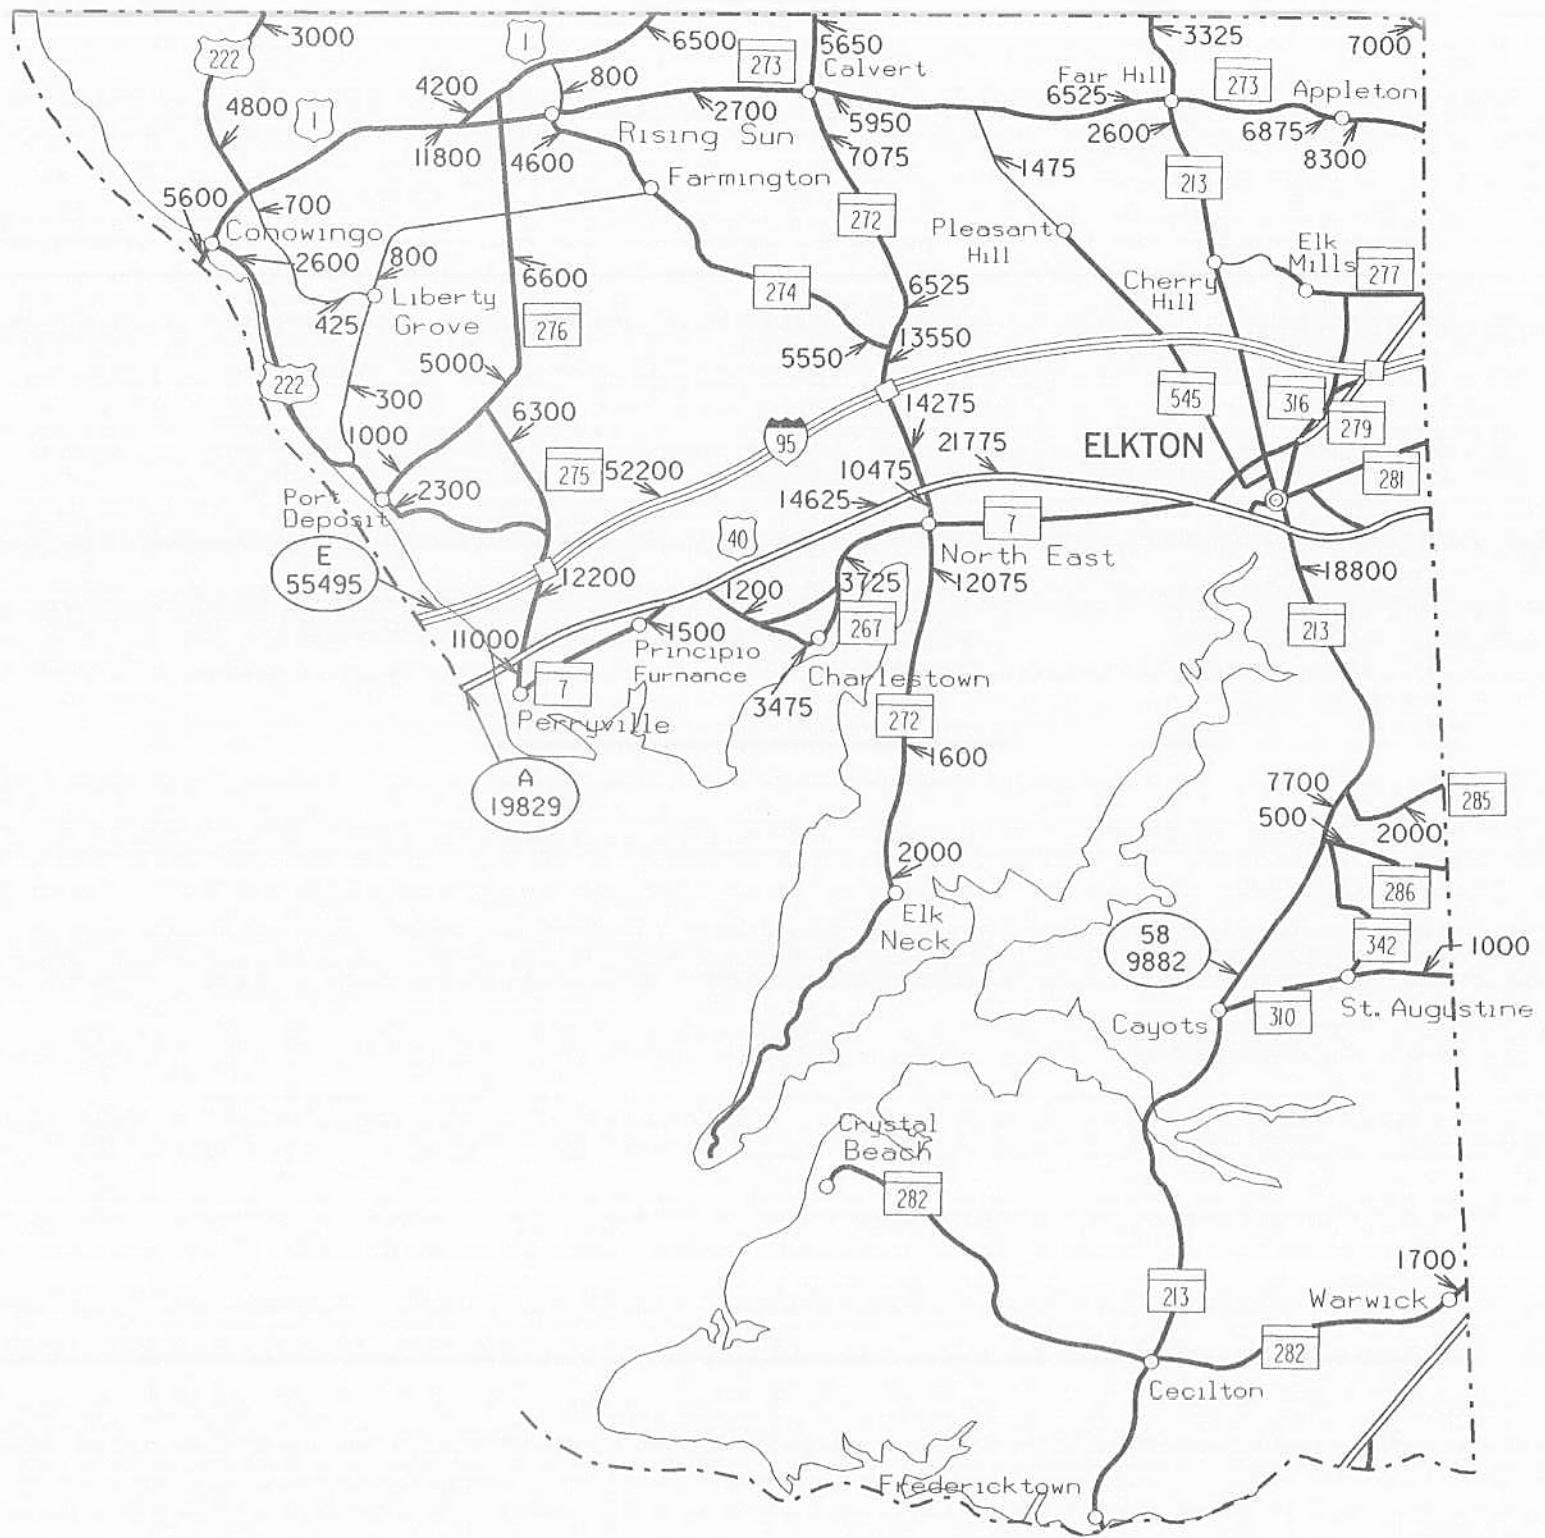 3000
222
1
6500
5650
273
Calvert
3325
7000
Fair Hill
273
Appleton
4200
800
6525
4800
1
2700
5950
2600
6875
Rising Sun
11800
4600
7075
8300
1475
Farmington
213
5600
700
272
Conowingo
Pleasant
Hill
Elk
Mills
277
2600
800
6600
Cherry
Hill
Liberty
Grove
425
6525
274
276
13550
5550
5000
222
300
6300
14275
545
316
279
95
1000
21775
ELKTON
275
52200
10475
281
Port
Deposit
2300
14625
7
40
North East
E
55495
12200
1200
3725
12075
18800
267
213
11000
1500
Principio
Furnance
7
Charlestown
3475
Perryville
272
1600
A
19829
7700
285
500
2000
2000
286
Elk
Neck
58
9882
342
1000
310
St. Augustine
Cayots
Crystal
Beach
282
213
1700
Warwick
282
Cecilton
Fredericktown